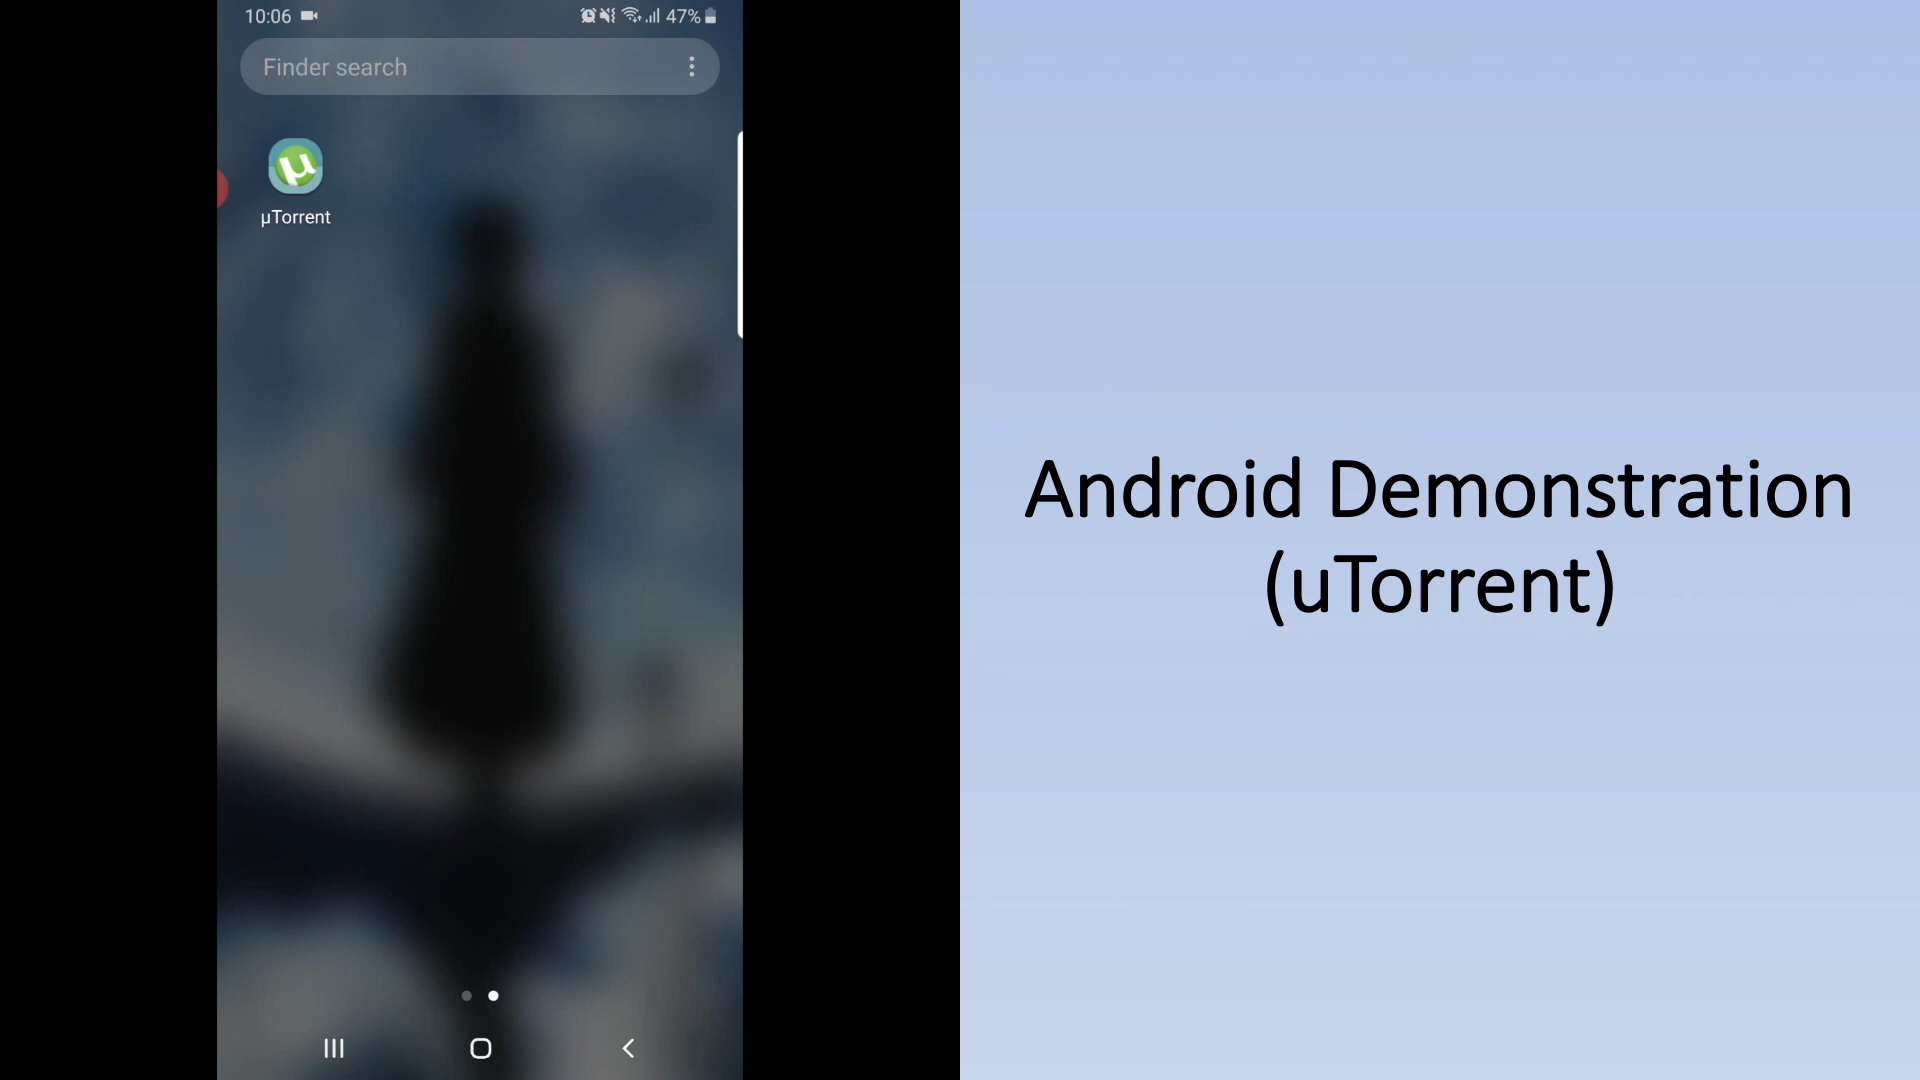 10:06
47%
Finder search
µ
µTorrent
Android Demonstration
(uTorrent)